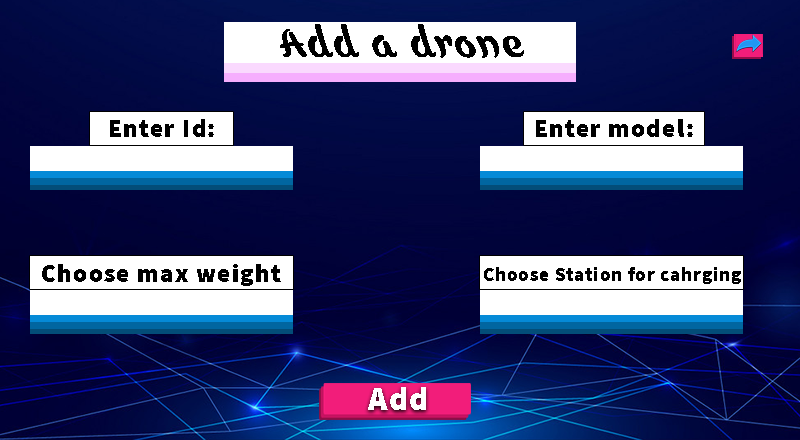 Add a drone
Enter Id:
Enter model:
Choose max weight
Choose Station for cahrging
Add